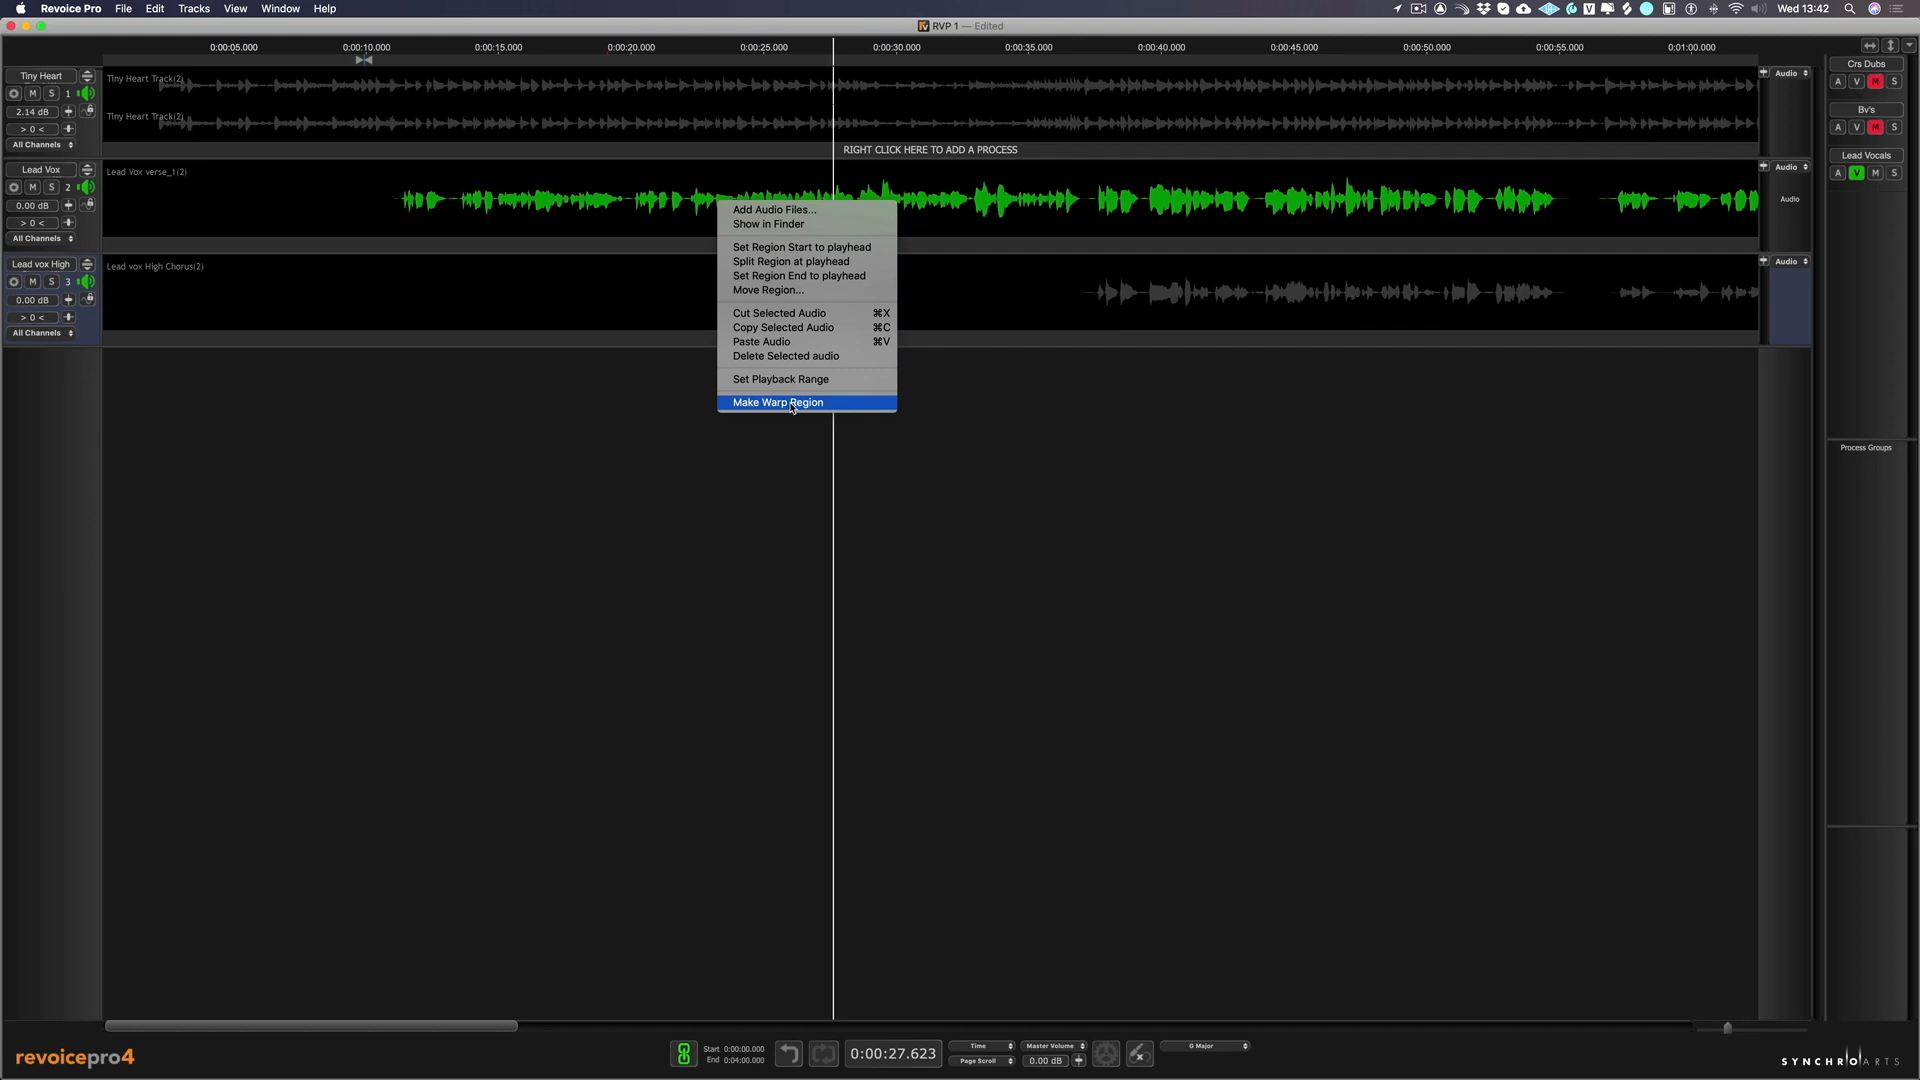 Revoice Pro File Edit Tracks View Window Help Wed 13:42
RVP 1 — Edited
0:00:05.000 0:00:10.000 0:00:15.000 0:00:20.000 0:00:25.000 0:00:30.000 0:00:35.000 0:00:40.000 0:00:45.000 0:00:50.000 0:00:55.000 0:01:00.000
Tiny Heart
M S 1
2.14 dB
> 0 <
All Channels
Tiny Heart Track(2)
Tiny Heart Track(2)
RIGHT CLICK HERE TO ADD A PROCESS
Audio
Lead Vox
M S 2
0.00 dB
> 0 <
All Channels
Lead Vox verse_1(2)
Audio
Audio
Lead vox High
M S 3
0.00 dB
> 0 <
All Channels
Lead vox High Chorus(2)
Audio
Add Audio Files...
Show in Finder
Set Region Start to playhead
Split Region at playhead
Set Region End to playhead
Move Region...
Cut Selected Audio ⌘X
Copy Selected Audio ⌘C
Paste Audio ⌘V
Delete Selected audio
Set Playback Range
Make Warp Region
Crs Dubs
A V M S
Bv's
A V M S
Lead Vocals
A V M S
Process Groups
revoicepro4
Start 0:00:00.000
End 0:04:00.000
0:00:27.623
Time
Page Scroll
Master Volume
0.00 dB
G Major
SYNCHRO ARTS